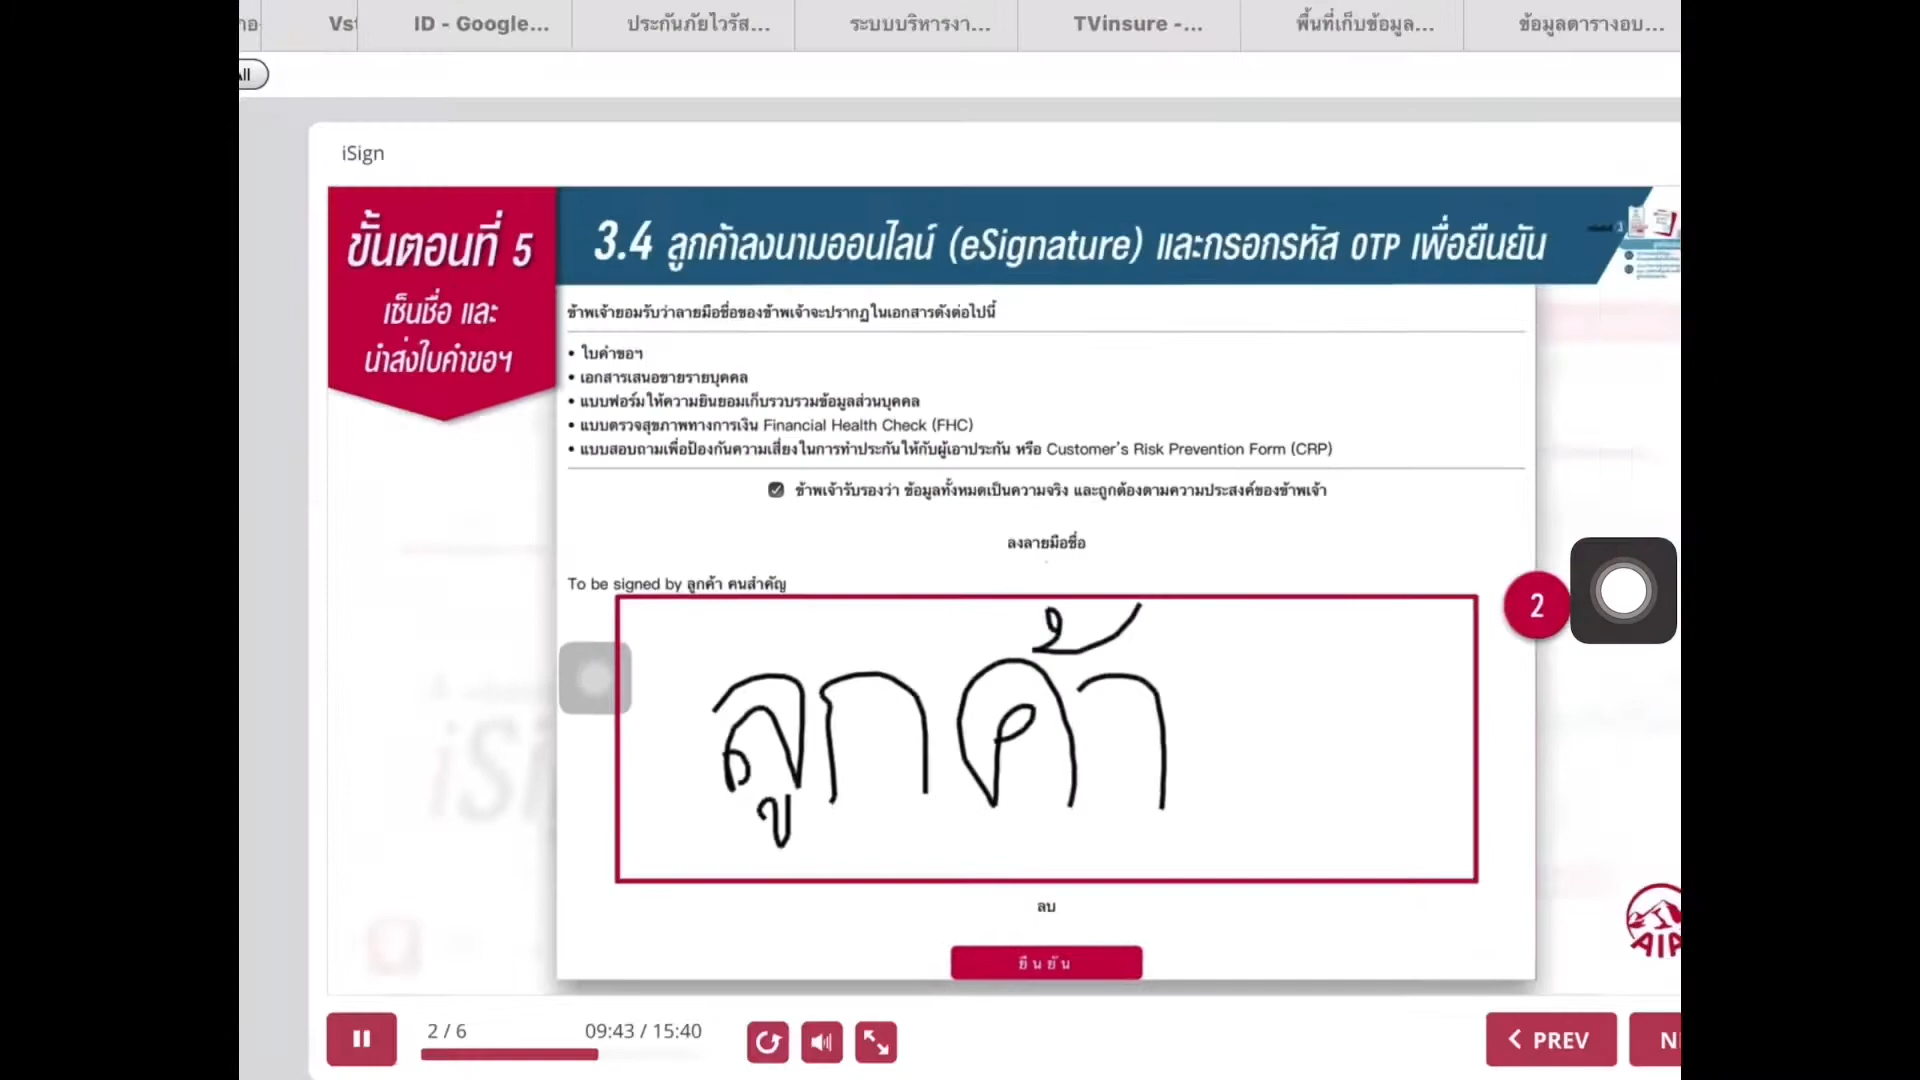 Vst
ID - Google...
ประกันภัยไวรัส...
ระบบบริหารงา...
TVinsure -...
พื้นที่เก็บข้อมูล...
ข้อมูลตารางอบ...
iSign
ขั้นตอนที่ 5
เซ็นชื่อ และ
นำส่งใบคำขอฯ
3.4 ลูกค้าลงนามออนไลน์ (eSignature) และกรอกรหัส OTP เพื่อยืนยัน
ข้าพเจ้ายอมรับว่าลายมือชื่อของข้าพเจ้าจะปรากฏในเอกสารดังต่อไปนี้
• ใบคำขอฯ
• เอกสารเสนอขายรายบุคคล
• แบบฟอร์มให้ความยินยอมเก็บรวบรวมข้อมูลส่วนบุคคล
• แบบตรวจสุขภาพทางการเงิน Financial Health Check (FHC)
• แบบสอบถามเพื่อป้องกันความเสี่ยงในการทำประกันให้กับผู้เอาประกัน หรือ Customer's Risk Prevention Form (CRP)
ข้าพเจ้ารับรองว่า ข้อมูลทั้งหมดเป็นความจริง และถูกต้องตามความประสงค์ของข้าพเจ้า
ลงลายมือชื่อ
To be signed by ลูกค้า คนสำคัญ
2
ลูกค้า
ลบ
ยืนยัน
AIA
2 / 6
09:43 / 15:40
PREV